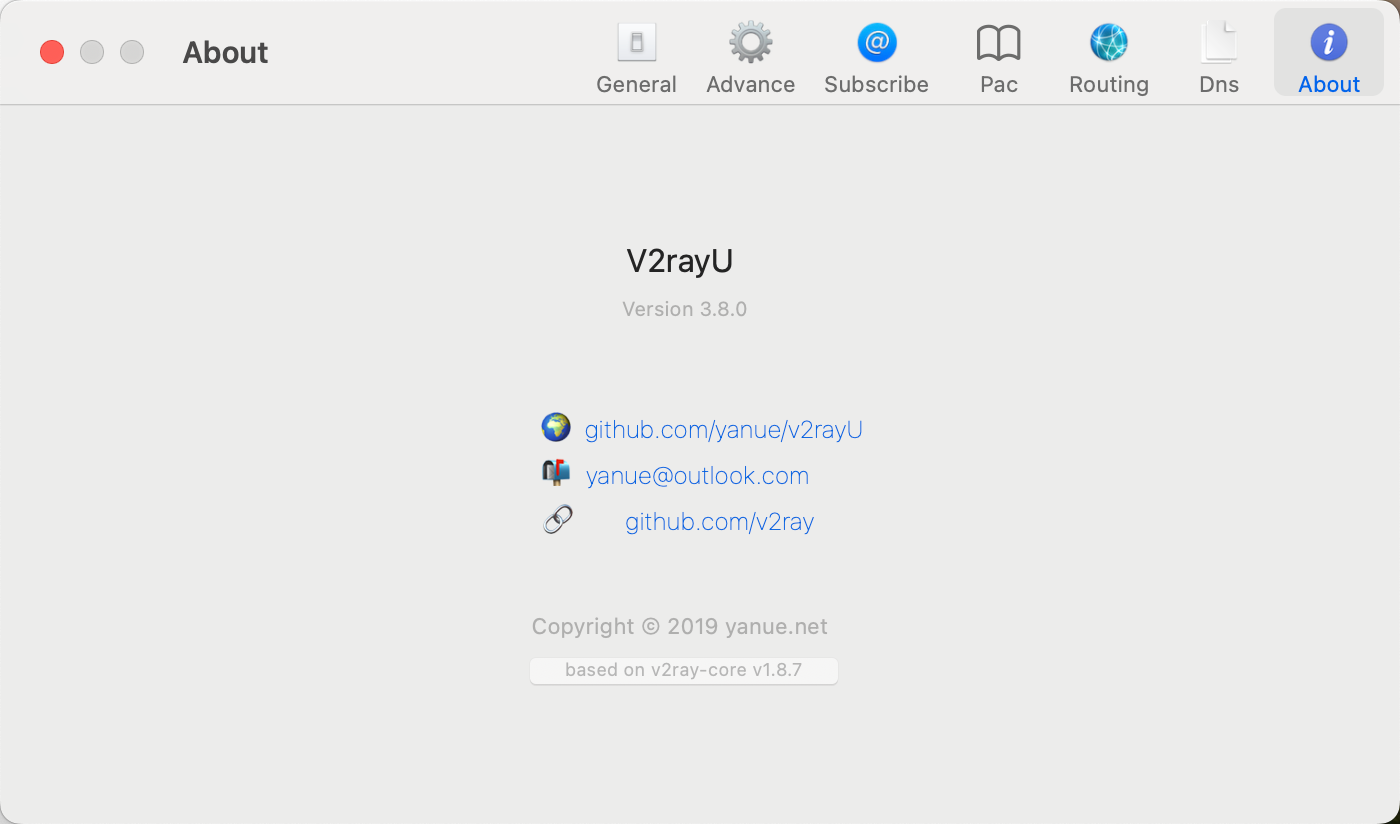 About
General
Advance
Subscribe
Pac
Routing
Dns
About
V2rayU
Version 3.8.0
github.com/yanue/v2rayU
yanue@outlook.com
github.com/v2ray
Copyright © 2019 yanue.net
based on v2ray-core v1.8.7